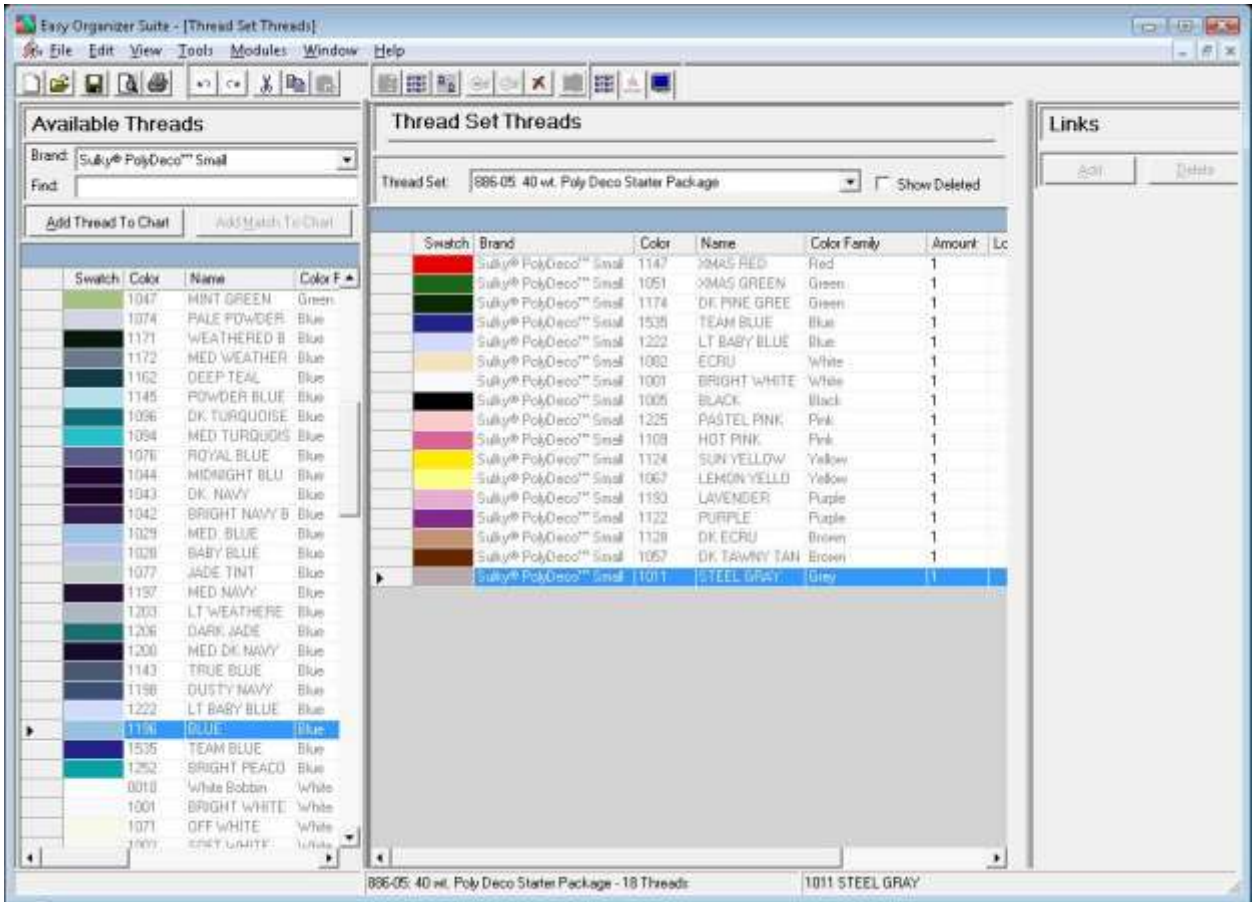 Easy Organizer Suite - [Thread Set Threads]
File Edit View Tools Modules Window Help
Available Threads
Brand: Sulky® PolyDeco™ Small
Find:
Add Thread To Chart Add Match To Chart
Swatch Color Name Color F
1047 MINT GREEN Green
1074 PALE POWDER Blue
1171 WEATHERED B Blue
1172 MED WEATHER Blue
1162 DEEP TEAL Blue
1145 POWDER BLUE Blue
1096 DK TURQUOISE Blue
1094 MED TURQUOIS Blue
1076 ROYAL BLUE Blue
1044 MIDNIGHT BLU Blue
1043 DK. NAVY Blue
1042 BRIGHT NAVY B Blue
1029 MED. BLUE Blue
1028 BABY BLUE Blue
1077 JADE TINT Blue
1197 MED NAVY Blue
1203 LT WEATHERE Blue
1206 DARK JADE Blue
1200 MED DK NAVY Blue
1143 TRUE BLUE Blue
1198 DUSTY NAVY Blue
1222 LT BABY BLUE Blue
1196 BLUE Blue
1535 TEAM BLUE Blue
1252 BRIGHT PEACO Blue
0010 White Bobbin White
1001 BRIGHT WHITE White
1071 OFF WHITE White
SOFT WHITE White
Thread Set Threads
Thread Set: 886-05: 40 wt. Poly Deco Starter Package Show Deleted
Swatch Brand Color Name Color Family Amount Lo
Sulky® PolyDeco™ Small 1147 XMAS RED Red 1
Sulky® PolyDeco™ Small 1051 XMAS GREEN Green 1
Sulky® PolyDeco™ Small 1174 DK PINE GREE Green 1
Sulky® PolyDeco™ Small 1535 TEAM BLUE Blue 1
Sulky® PolyDeco™ Small 1222 LT BABY BLUE Blue 1
Sulky® PolyDeco™ Small 1082 ECRU White 1
Sulky® PolyDeco™ Small 1001 BRIGHT WHITE White 1
Sulky® PolyDeco™ Small 1005 BLACK Black 1
Sulky® PolyDeco™ Small 1225 PASTEL PINK Pink 1
Sulky® PolyDeco™ Small 1109 HOT PINK Pink 1
Sulky® PolyDeco™ Small 1124 SUN YELLOW Yellow 1
Sulky® PolyDeco™ Small 1067 LEMON YELLO Yellow 1
Sulky® PolyDeco™ Small 1193 LAVENDER Purple 1
Sulky® PolyDeco™ Small 1122 PURPLE Purple 1
Sulky® PolyDeco™ Small 1128 DK ECRU Brown 1
Sulky® PolyDeco™ Small 1057 DK TAWNY TAN Brown 1
Sulky® PolyDeco™ Small 1011 STEEL GRAY Grey 1
Links
Add Delete
886-05: 40 wt. Poly Deco Starter Package - 18 Threads 1011 STEEL GRAY